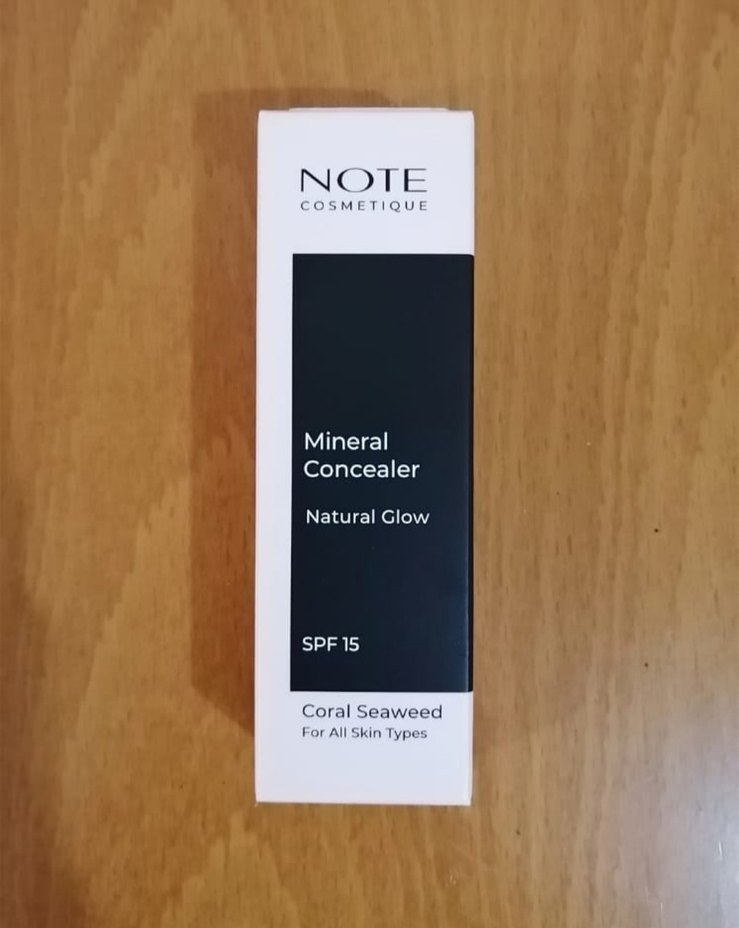 NOTE
COSMETIQUE
Mineral
Concealer
Natural Glow
SPF 15
Coral Seaweed
For All Skin Types